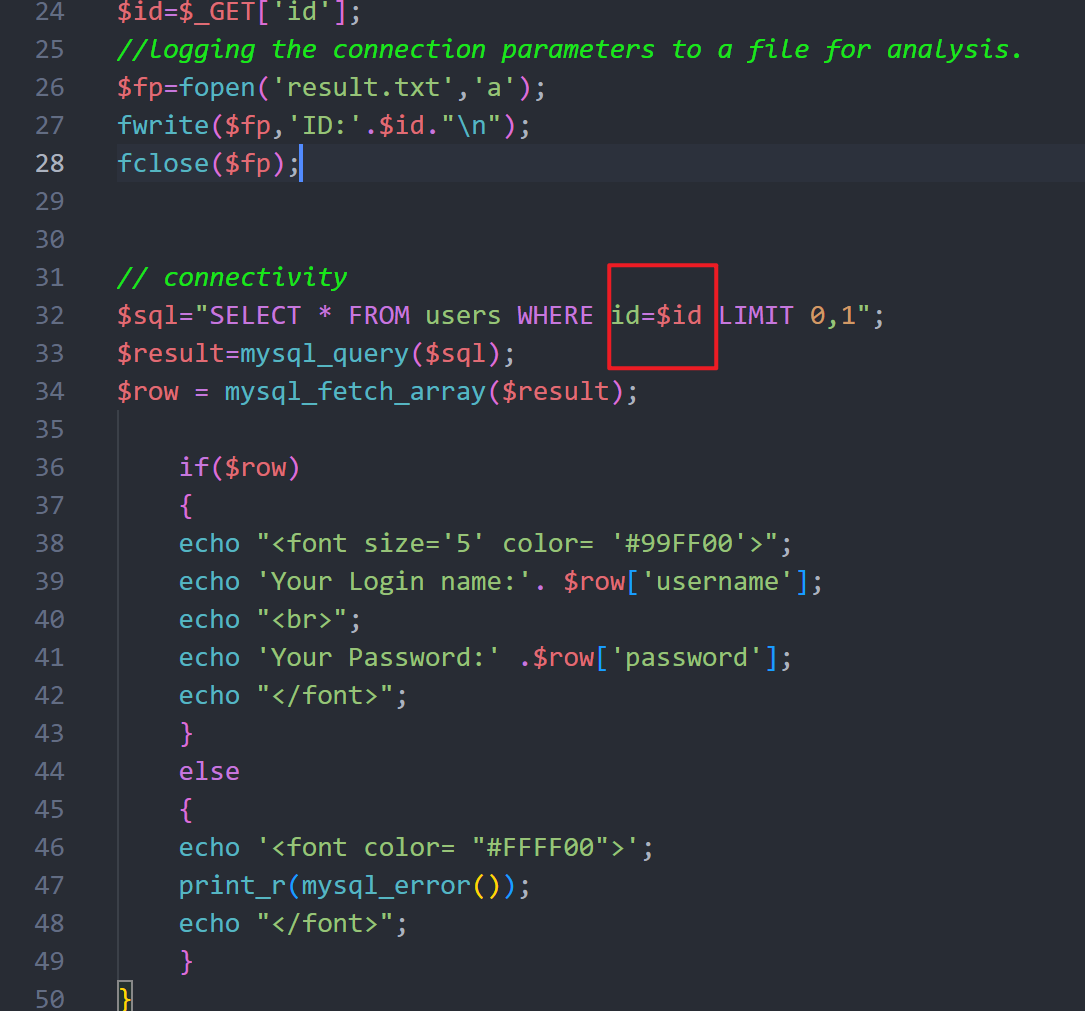 24 $id=$_GET['id'];
25 //logging the connection parameters to a file for analysis.
26 $fp=fopen('result.txt','a');
27 fwrite($fp,'ID:'.$id."\n");
28 fclose($fp);
29
30
31 // connectivity
32 $sql="SELECT * FROM users WHERE id=$id LIMIT 0,1";
33 $result=mysql_query($sql);
34 $row = mysql_fetch_array($result);
35
36 if($row)
37 {
38 echo "<font size='5' color= '#99FF00'>";
39 echo 'Your Login name:'. $row['username'];
40 echo "<br>";
41 echo 'Your Password:' .$row['password'];
42 echo "</font>";
43 }
44 else
45 {
46 echo '<font color= "#FFFF00">';
47 print_r(mysql_error());
48 echo "</font>";
49 }
50 }